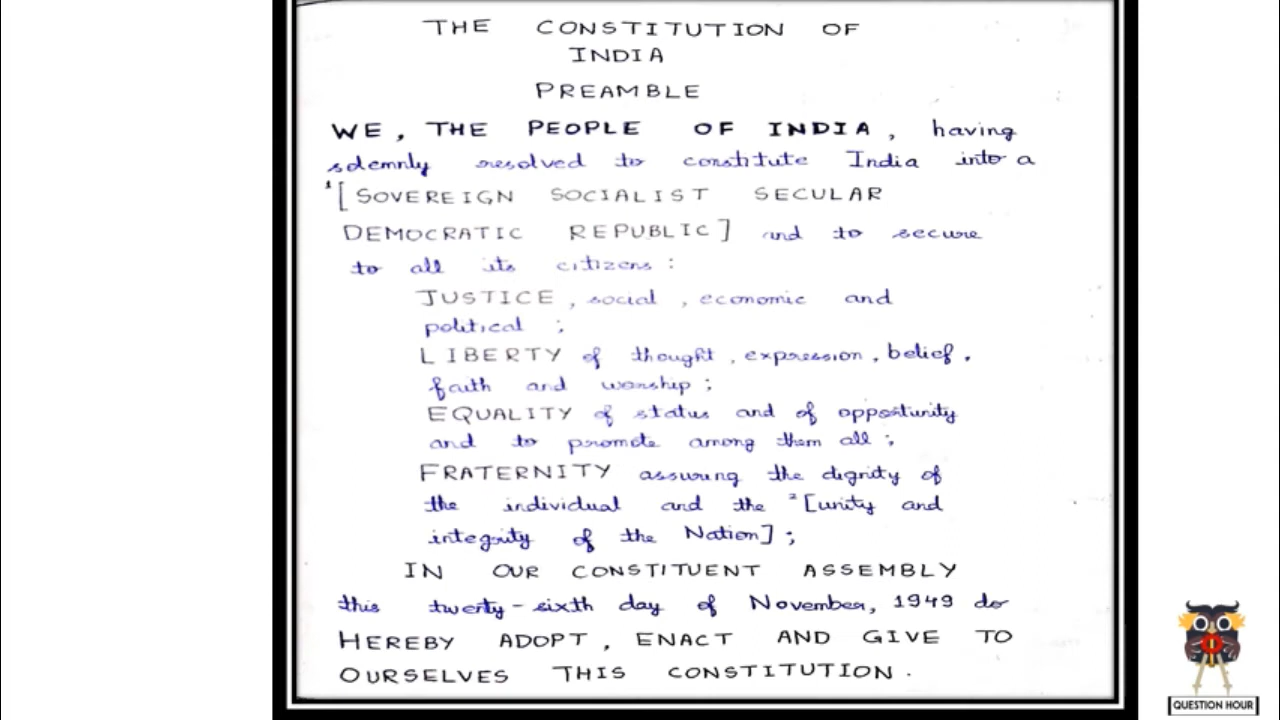 THE CONSTITUTION OF
INDIA
PREAMBLE
WE, THE PEOPLE OF INDIA, having
solemnly resolved to constitute India into a
¹[SOVEREIGN SOCIALIST SECULAR
DEMOCRATIC REPUBLIC] and to secure
to all its citizens :
JUSTICE, social, economic and
political ;
LIBERTY of thought, expression, belief,
faith and worship ;
EQUALITY of status and of opportunity
and to promote among them all ;
FRATERNITY assuring the dignity of
the individual and the ²[unity and
integrity of the Nation] ;
IN OUR CONSTITUENT ASSEMBLY
this twenty-sixth day of November, 1949 do
HEREBY ADOPT, ENACT AND GIVE TO
OURSELVES THIS CONSTITUTION.
QUESTION HOUR